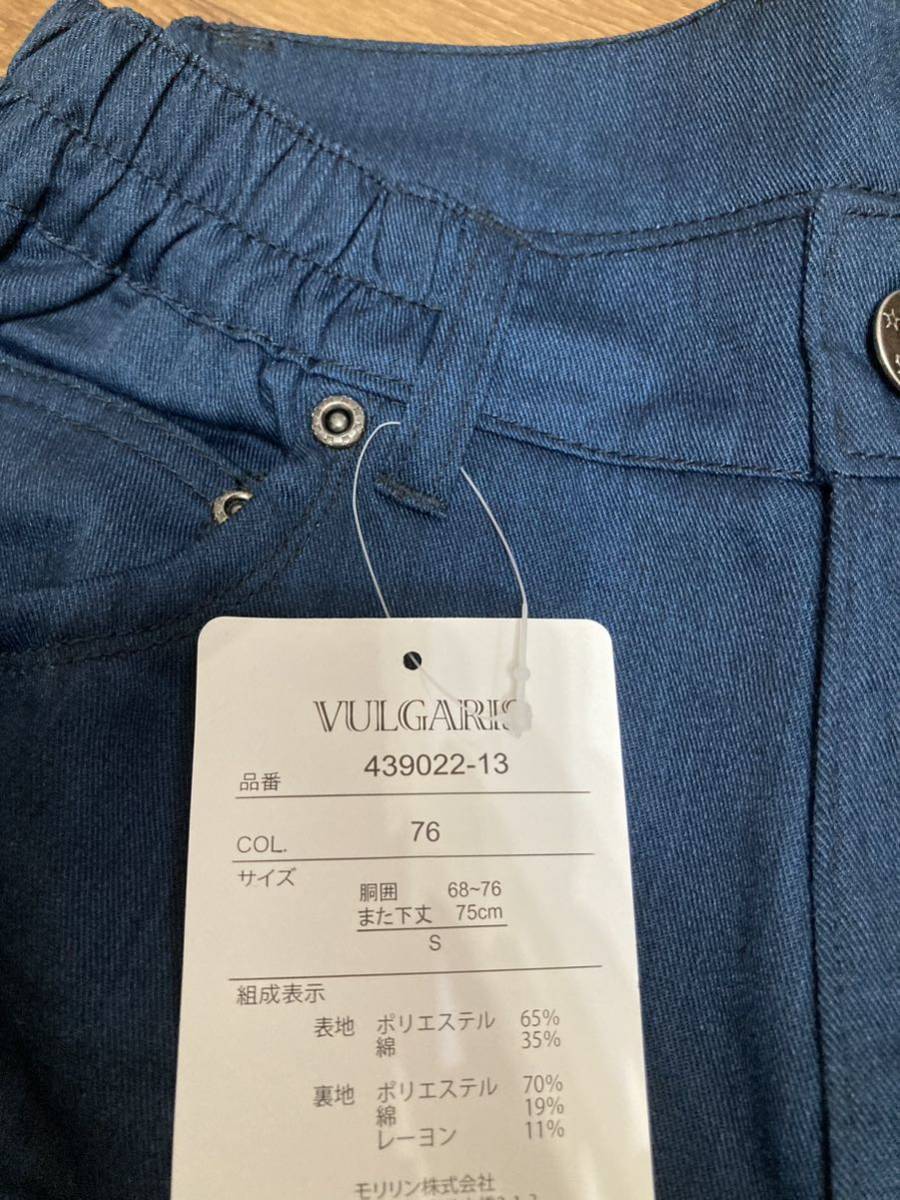 VULGARIS
品番 439022-13
COL. 76
サイズ
胴囲 68~76
また下丈 75cm
S
組成表示
表地 ポリエステル 65%
綿 35%
裏地 ポリエステル 70%
綿 19%
レーヨン 11%
モリリン株式会社